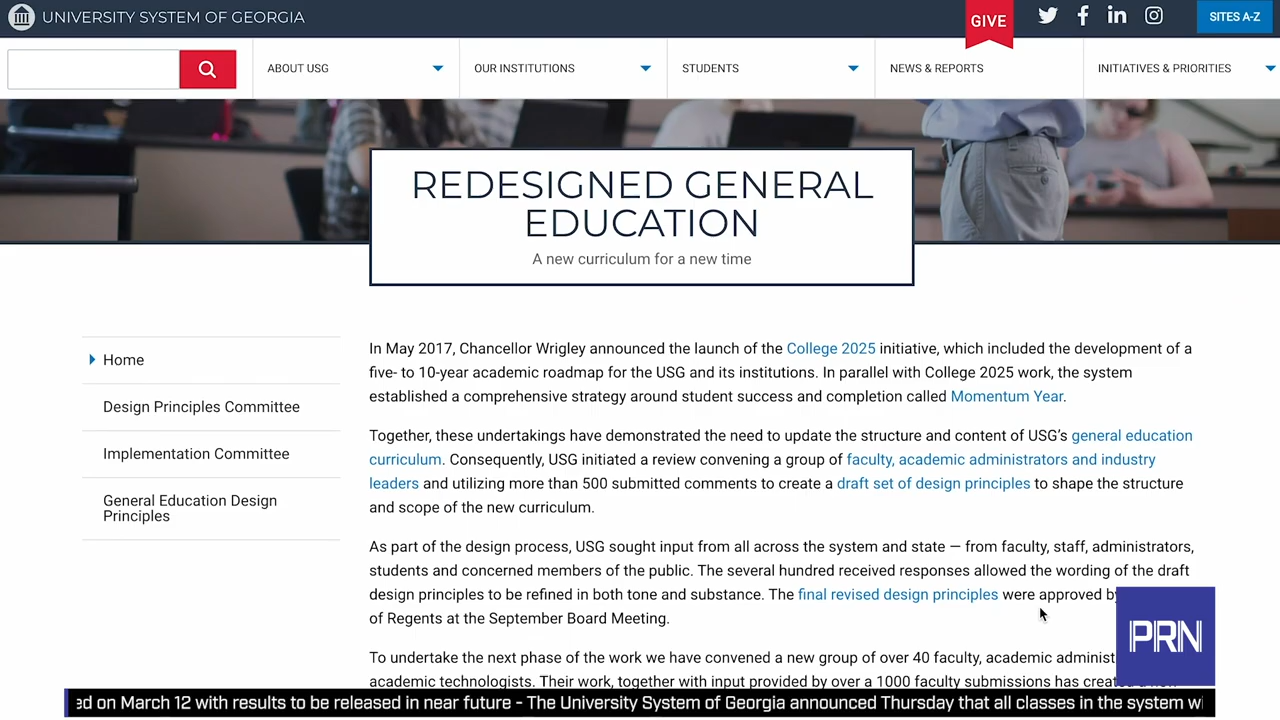 UNIVERSITY SYSTEM OF GEORGIA
GIVE
SITES A-Z
ABOUT USG
OUR INSTITUTIONS
STUDENTS
NEWS & REPORTS
INITIATIVES & PRIORITIES
REDESIGNED GENERAL
EDUCATION
A new curriculum for a new time
Home
Design Principles Committee
Implementation Committee
General Education Design
Principles
In May 2017, Chancellor Wrigley announced the launch of the College 2025 initiative, which included the development of a
five- to 10-year academic roadmap for the USG and its institutions. In parallel with College 2025 work, the system
established a comprehensive strategy around student success and completion called Momentum Year.
Together, these undertakings have demonstrated the need to update the structure and content of USG's general education
curriculum. Consequently, USG initiated a review convening a group of faculty, academic administrators and industry
leaders and utilizing more than 500 submitted comments to create a draft set of design principles to shape the structure
and scope of the new curriculum.
As part of the design process, USG sought input from all across the system and state — from faculty, staff, administrators,
students and concerned members of the public. The several hundred received responses allowed the wording of the draft
design principles to be refined in both tone and substance. The final revised design principles were approved
of Regents at the September Board Meeting.
To undertake the next phase of the work we have convened a new group of over 40 faculty, academic
academic technologists. Their work, together with input provided by over a 1000 faculty submissions has
PRN
on March 12 with results to be released in near future - The University System of Georgia announced Thursday that all classes in the system